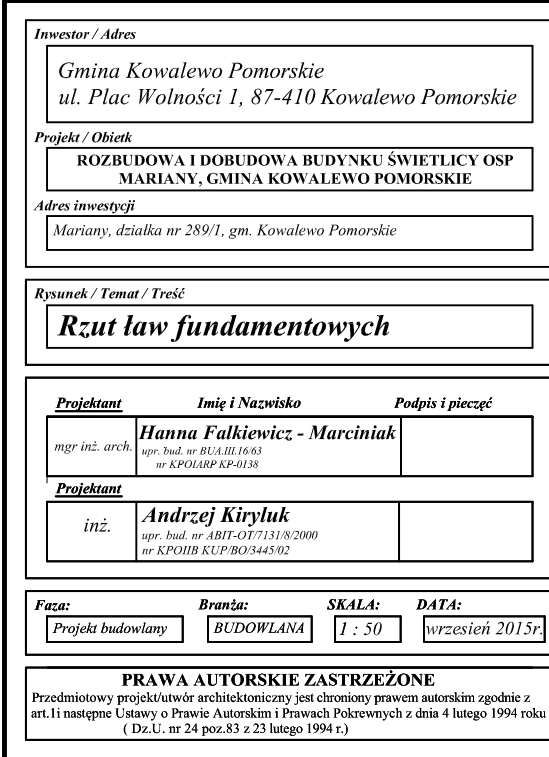 Inwestor / Adres
Gmina Kowalewo Pomorskie
ul. Plac Wolności 1, 87-410 Kowalewo Pomorskie
Projekt / Obietk
ROZBUDOWA I DOBUDOWA BUDYNKU ŚWIETLICY OSP
MARIANY, GMINA KOWALEWO POMORSKIE
Adres inwestycji
Mariany, działka nr 289/1, gm. Kowalewo Pomorskie
Rysunek / Temat / Treść
Rzut ław fundamentowych
Projektant Imię i Nazwisko Podpis i pieczęć
mgr inż. arch. Hanna Falkiewicz - Marciniak
upr. bud. nr BUA.III.16/63
nr KPOIARP KP-0138
Projektant
inż. Andrzej Kiryluk
upr. bud. nr ABIT-OT/7131/8/2000
nr KPOIIB KUP/BO/3445/02
Faza: Branża: SKALA: DATA:
Projekt budowlany BUDOWLANA 1 : 50 wrzesień 2015r.
PRAWA AUTORSKIE ZASTRZEŻONE
Przedmiotowy projekt/utwór architektoniczny jest chroniony prawem autorskim zgodnie z
art.1i następne Ustawy o Prawie Autorskim i Prawach Pokrewnych z dnia 4 lutego 1994 roku
( Dz.U. nr 24 poz.83 z 23 lutego 1994 r.)